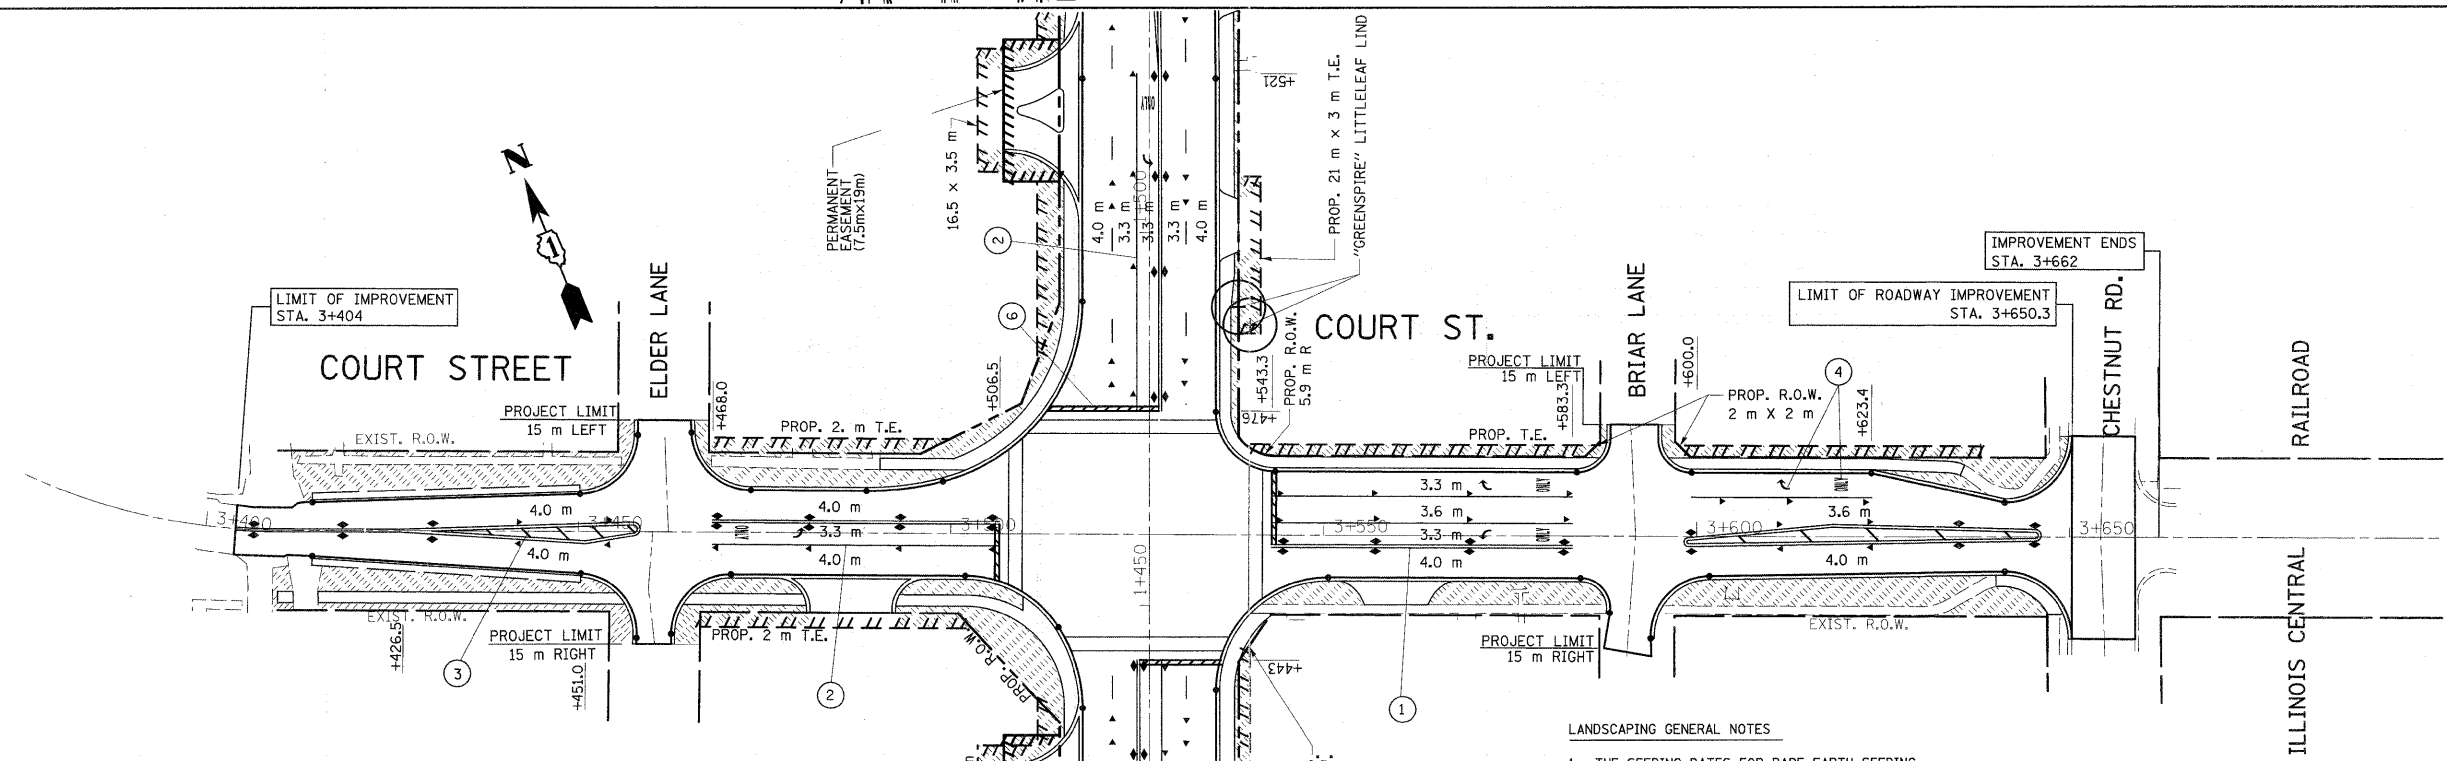 N
1
LIMIT OF IMPROVEMENT
STA. 3+404
COURT STREET
ELDER LANE
PERMANENT
EASEMENT
(7.5mx19m)
16.5 x 3.5 m
2
6
4.0 m
3.3 m
3.3 m
3.3 m
4.0 m
1+500
ONLY
+521
PROP. 21 m x 3 m T.E.
"GREENSPIRE" LITTLELEAF LIND
COURT ST.
PROP. R.O.W.
5.9 m R
+543.3
+476
PROJECT LIMIT
15 m LEFT
+583.3
BRIAR LANE
+600.0
PROP. R.O.W.
2 m X 2 m
4
+623.4
IMPROVEMENT ENDS
STA. 3+662
LIMIT OF ROADWAY IMPROVEMENT
STA. 3+650.3
CHESTNUT RD.
RAILROAD
ILLINOIS CENTRAL
PROJECT LIMIT
15 m LEFT
EXIST. R.O.W.
+468.0
PROP. 2. m T.E.
+506.5
PROP. T.E.
3+400
4.0 m
3+450
4.0 m
4.0 m
ONLY
3.3 m
4.0 m
3+500
1+450
3.3 m
ONLY
3.6 m
3+550
3.3 m
ONLY
4.0 m
ONLY
3.6 m
3+600
4.0 m
3+650
EXIST. R.O.W.
+426.5
3
PROJECT LIMIT
15 m RIGHT
+451.0
PROP. 2 m T.E.
2
PROP. R.O.W.
+443
1
PROJECT LIMIT
15 m RIGHT
EXIST. R.O.W.
LANDSCAPING GENERAL NOTES